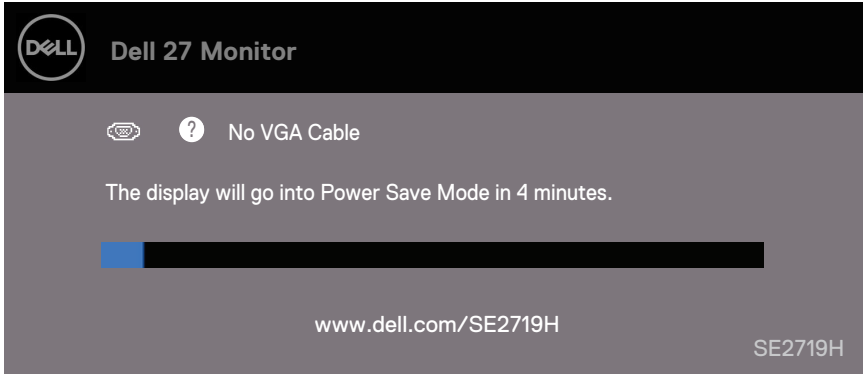 DELL
Dell 27 Monitor
? No VGA Cable
The display will go into Power Save Mode in 4 minutes.
www.dell.com/SE2719H
SE2719H